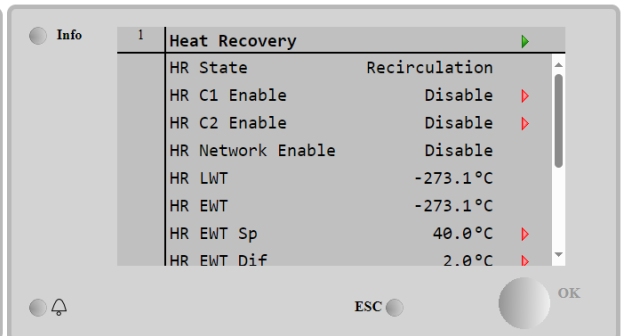 Info
1 Heat Recovery
HR State Recirculation
HR C1 Enable Disable
HR C2 Enable Disable
HR Network Enable Disable
HR LWT -273.1°C
HR EWT -273.1°C
HR EWT Sp 40.0°C
HR EWT Dif 2.0°C
ESC
OK